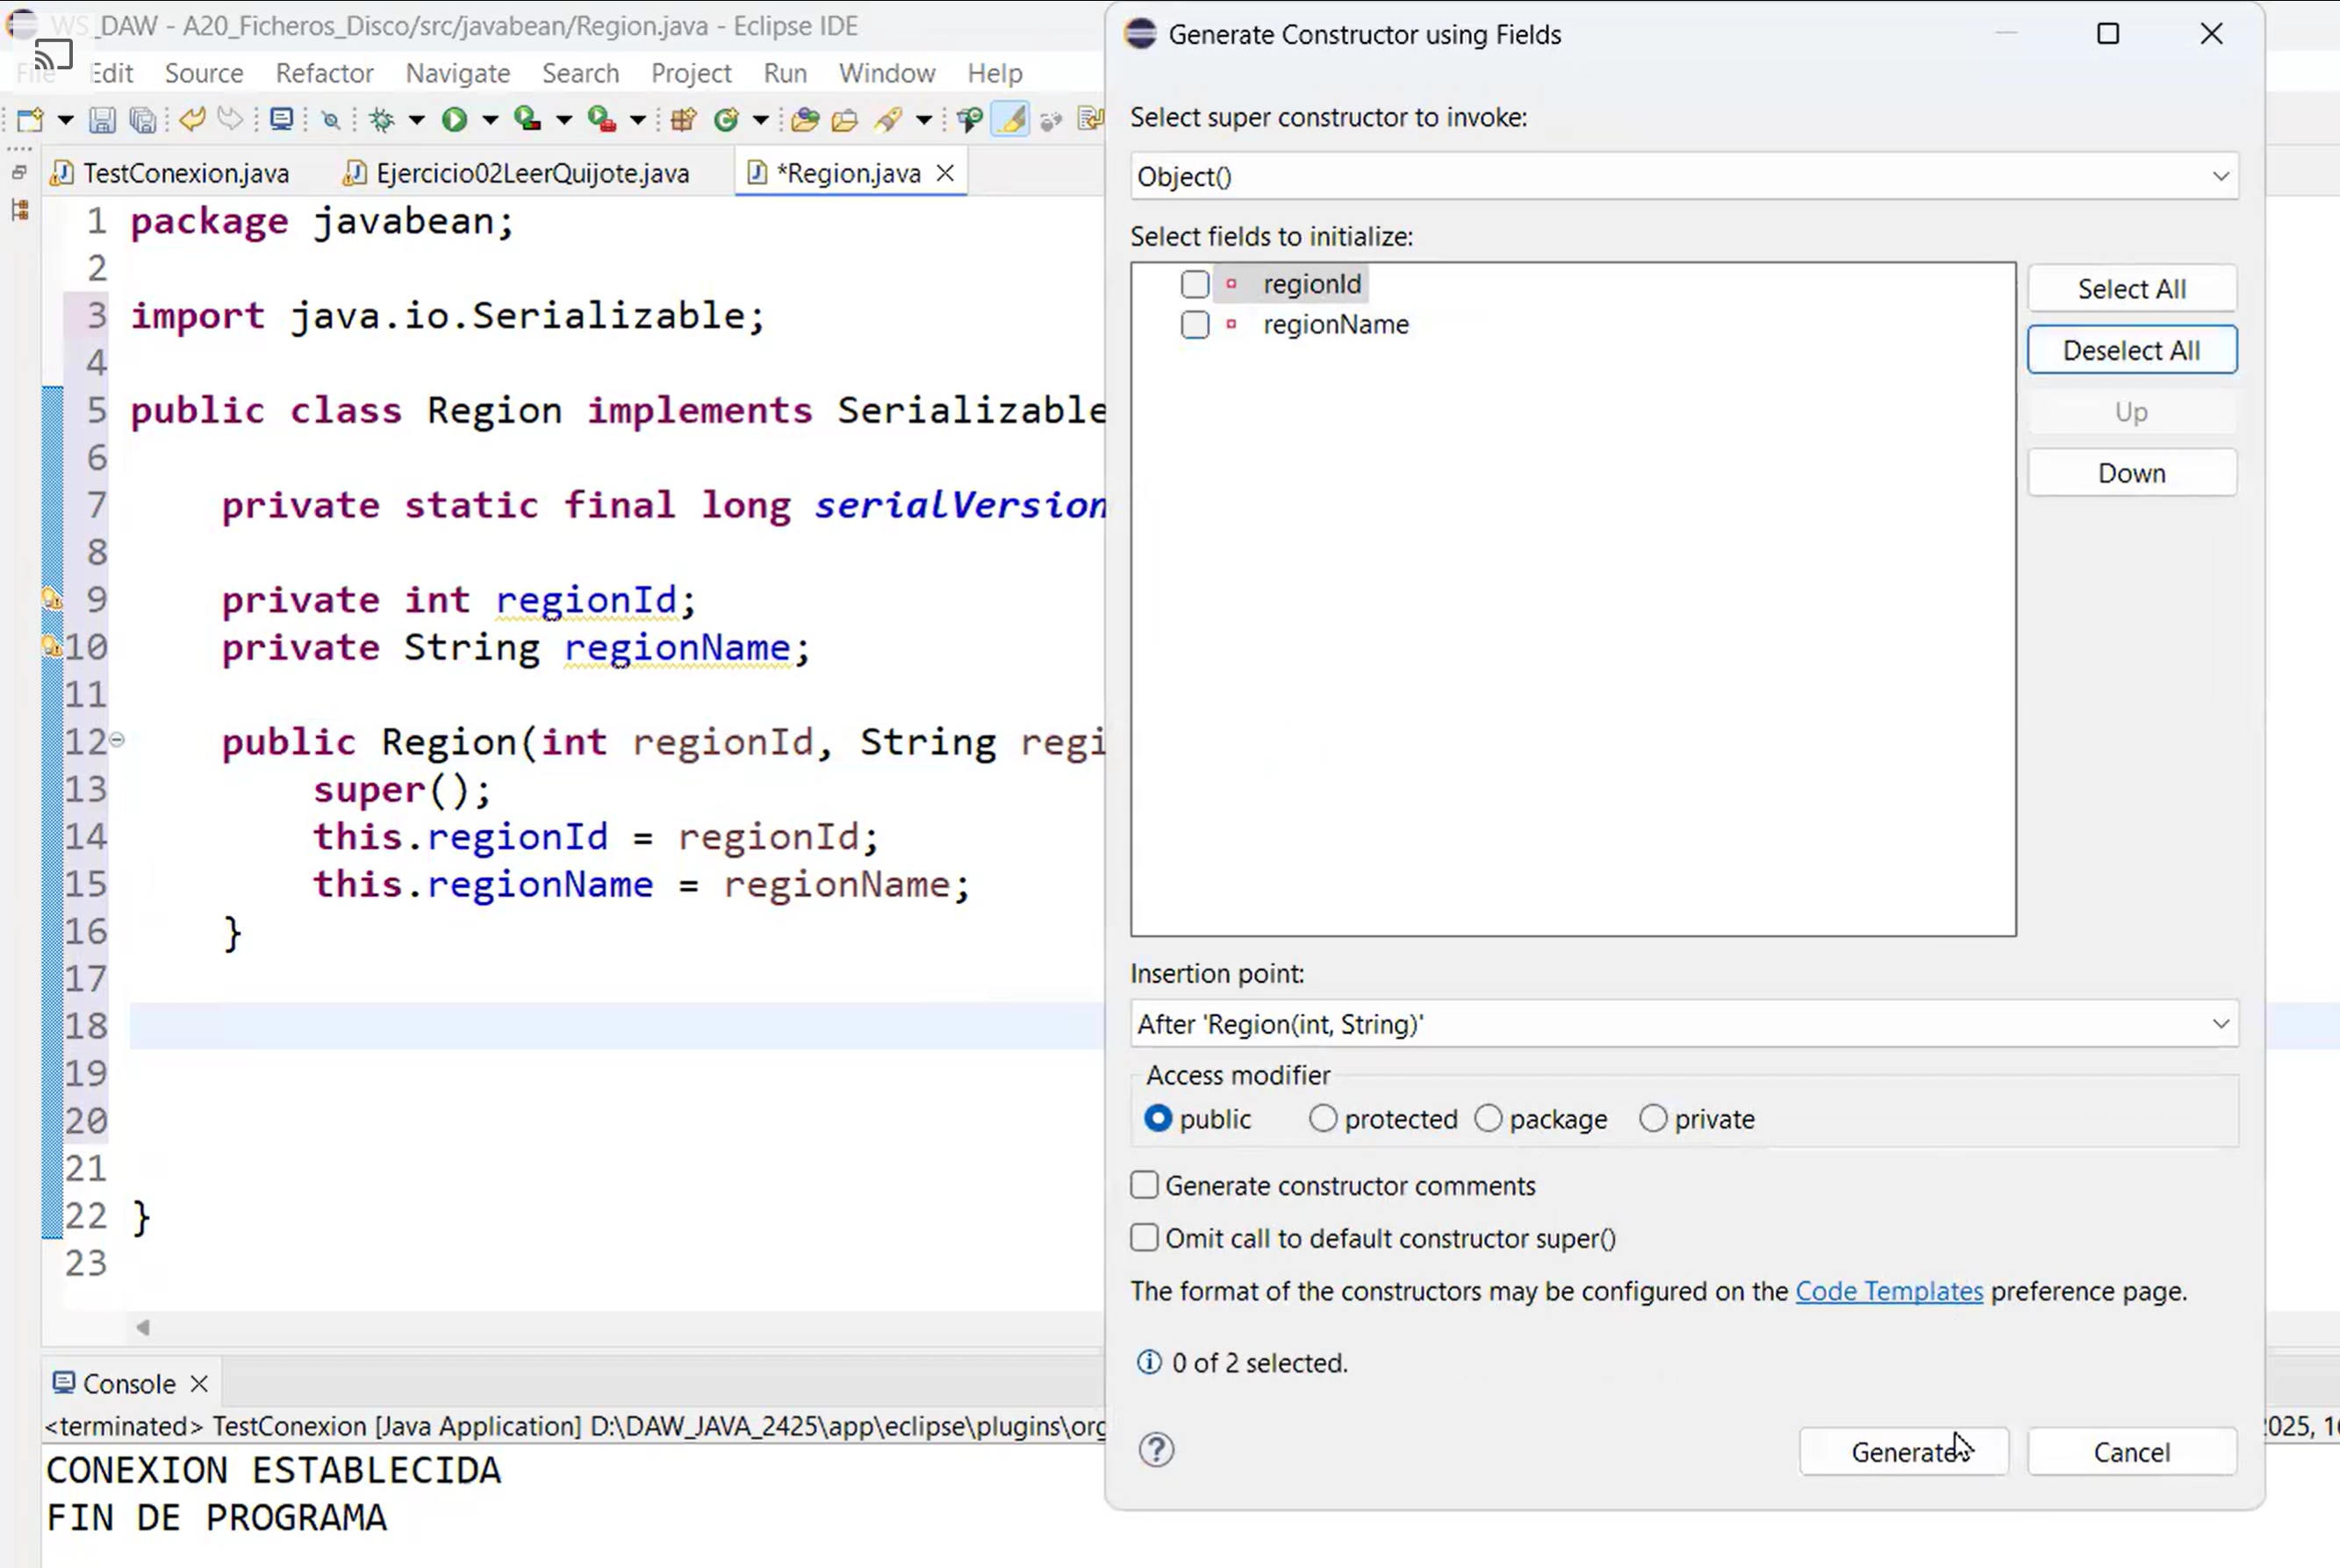 WS_DAW - A20_Ficheros_Disco/src/javabean/Region.java - Eclipse IDE
File Edit Source Refactor Navigate Search Project Run Window Help
TestConexion.java Ejercicio02LeerQuijote.java *Region.java
1 package javabean;
2
3 import java.io.Serializable;
4
5 public class Region implements Serializable
6
7 private static final long serialVersion
8
9 private int regionId;
10 private String regionName;
11
12 public Region(int regionId, String regi
13 super();
14 this.regionId = regionId;
15 this.regionName = regionName;
16 }
17
18
19
20
21
22 }
23
Console
<terminated> TestConexion [Java Application] D:\DAW_JAVA_2425\app\eclipse\plugins\org
2025, 16
CONEXION ESTABLECIDA
FIN DE PROGRAMA
Generate Constructor using Fields
Select super constructor to invoke:
Object()
Select fields to initialize:
regionId
regionName
Select All
Deselect All
Up
Down
Insertion point:
After 'Region(int, String)'
Access modifier
public protected package private
Generate constructor comments
Omit call to default constructor super()
The format of the constructors may be configured on the Code Templates preference page.
0 of 2 selected.
Generate Cancel